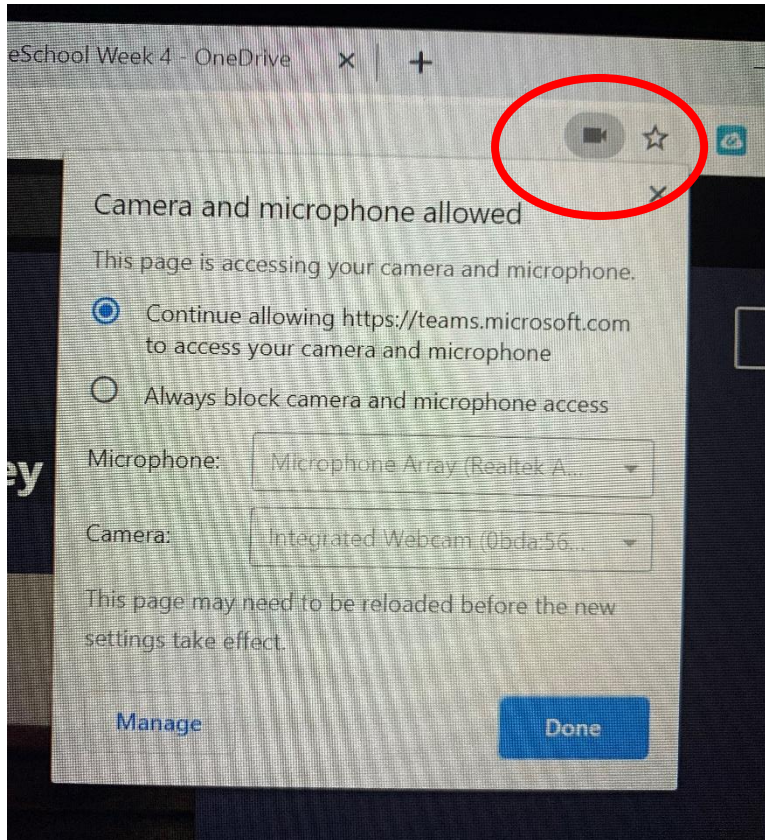 eSchool Week 4 - OneDrive
Camera and microphone allowed
This page is accessing your camera and microphone.
Continue allowing https://teams.microsoft.com
to access your camera and microphone
Always block camera and microphone access
ey
Microphone: Microphone Array (Realtek A...
Camera: Integrated Webcam (0bda:56...
This page may need to be reloaded before the new
settings take effect.
Manage Done